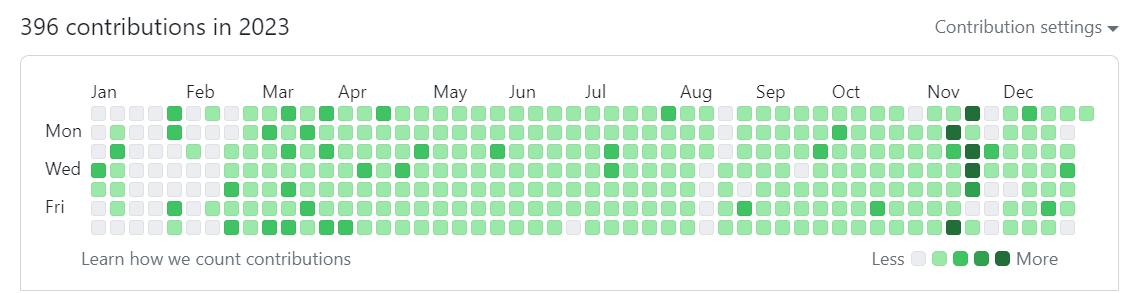 396 contributions in 2023
Contribution settings
Jan Feb Mar Apr May Jun Jul Aug Sep Oct Nov Dec
Mon
Wed
Fri
Learn how we count contributions
Less More